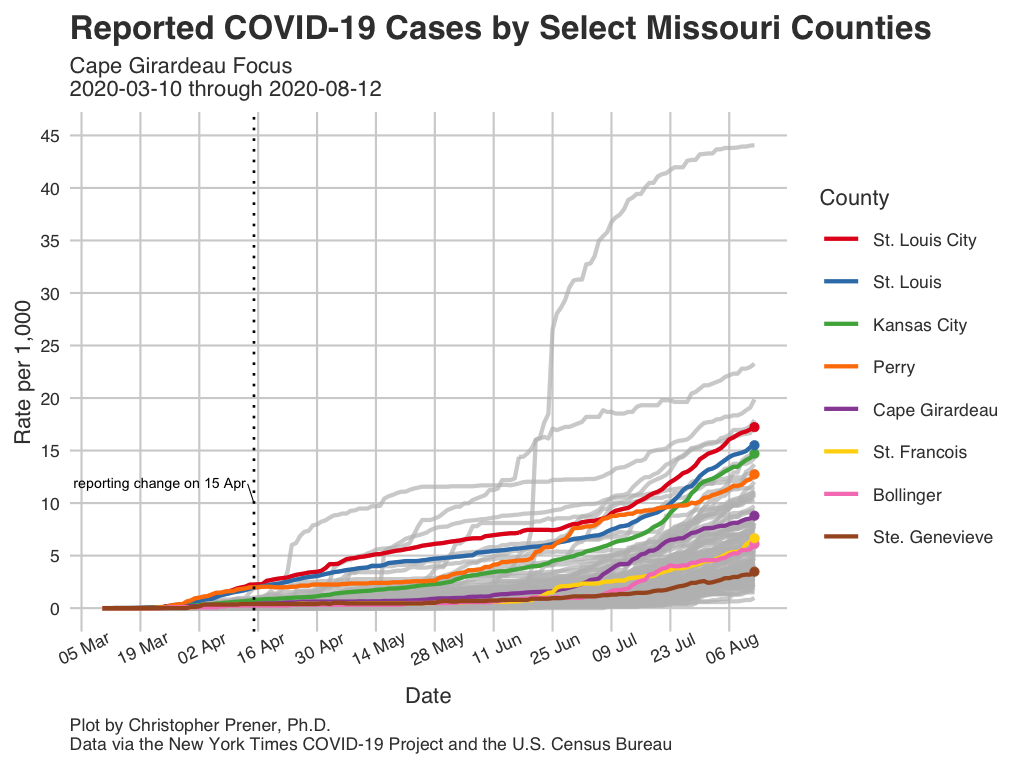 Reported COVID-19 Cases by Select Missouri Counties
Cape Girardeau Focus
2020-03-10 through 2020-08-12
Rate per 1,000
45
40
35
30
25
20
15
10
5
0
reporting change on 15 Apr
05 Mar
19 Mar
02 Apr
16 Apr
30 Apr
14 May
28 May
11 Jun
25 Jun
09 Jul
23 Jul
06 Aug
Date
County
St. Louis City
St. Louis
Kansas City
Perry
Cape Girardeau
St. Francois
Bollinger
Ste. Genevieve
Plot by Christopher Prener, Ph.D.
Data via the New York Times COVID-19 Project and the U.S. Census Bureau